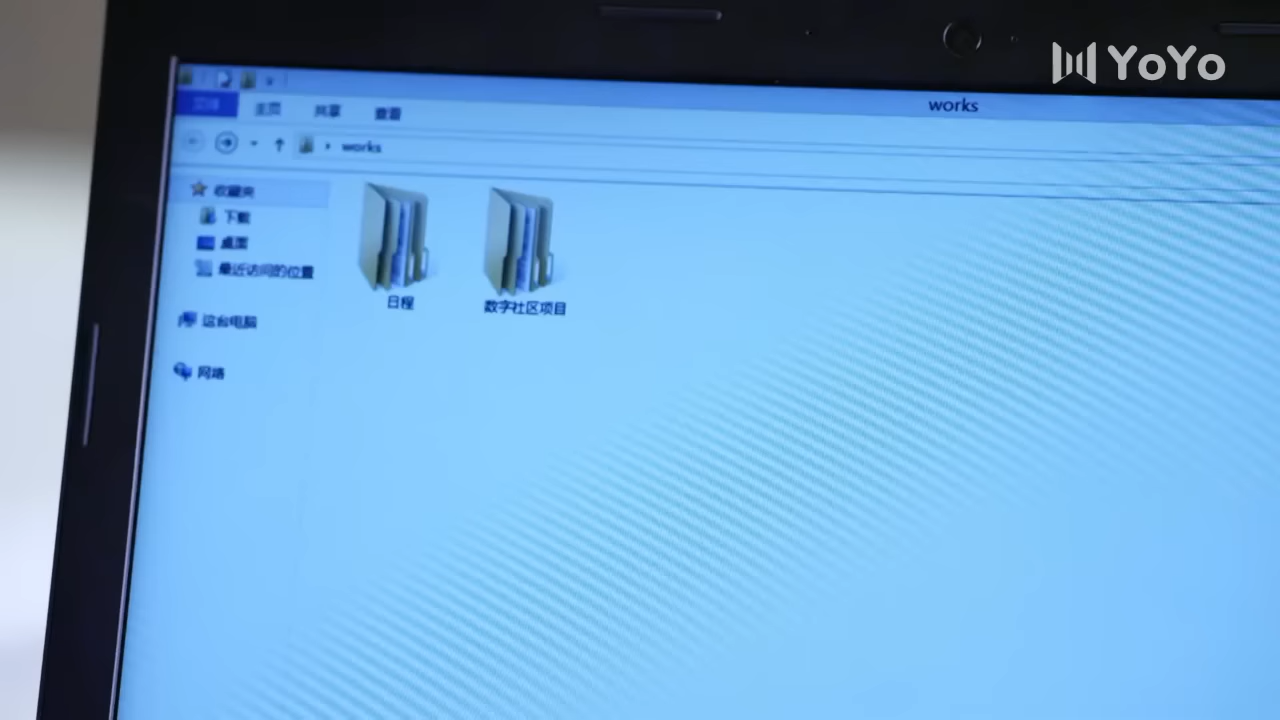 YoYo
works
文件 主页 共享 查看
works
收藏夹
下载
桌面
最近访问的位置
这台电脑
网络
日程
数字社区项目